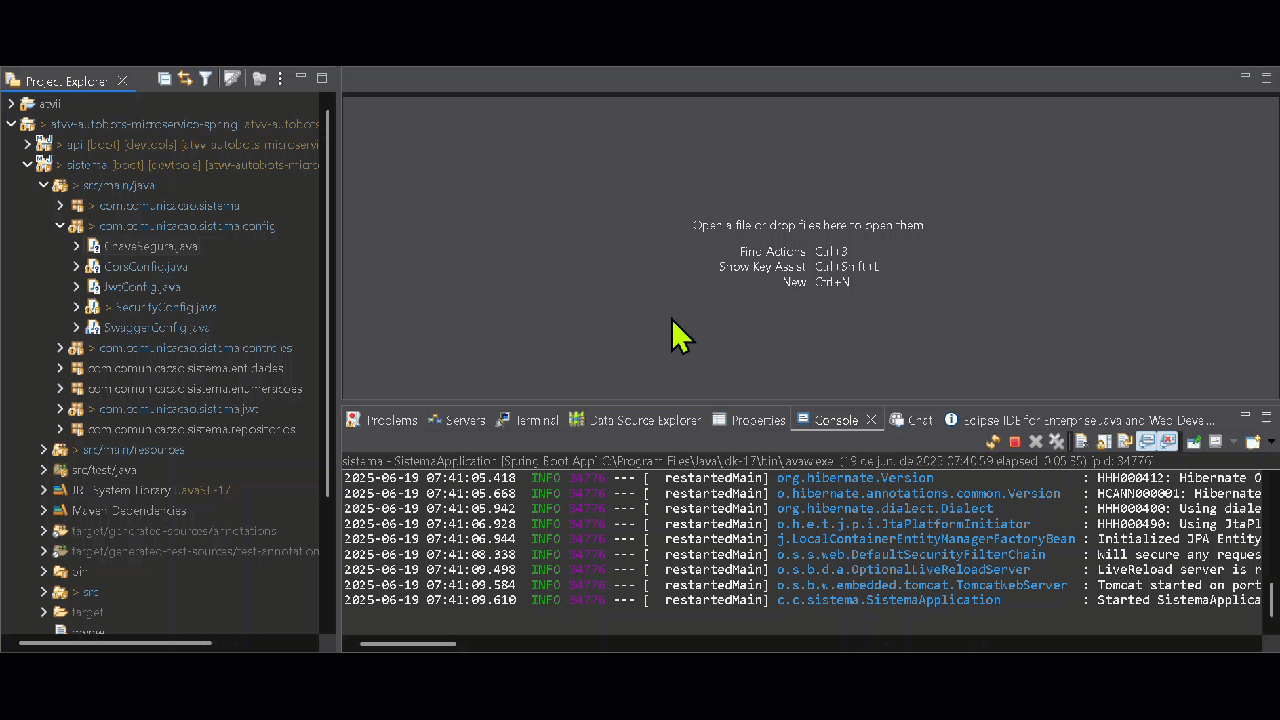 Project Explorer
atvii
> atvv-autobots-microservico-spring [atvv-autobots
> api [boot] [devtools] [atvv-autobots-microservi
> sistema [boot] [devtools] [atvv-autobots-micro
> src/main/java
> com.comunicacao.sistema
> com.comunicacao.sistema.config
ChaveSegura.java
CorsConfig.java
JwtConfig.java
> SecurityConfig.java
SwaggerConfig.java
> com.comunicacao.sistema.controles
com.comunicacao.sistema.entidades
com.comunicacao.sistema.enumeracoes
> com.comunicacao.sistema.jwt
com.comunicacao.sistema.repositorios
> src/main/resources
src/test/java
JRE System Library [JavaSE-17]
Maven Dependencies
target/generated-sources/annotations
target/generated-test-sources/test-annotation
bin
> src
target
Open a file or drop files here to open them
Find Actions Ctrl+3
Show Key Assist Ctrl+Shift+L
New Ctrl+N
Problems Servers Terminal Data Source Explorer Properties Console Chat Eclipse IDE for Enterprise Java and Web Deve...
sistema - SistemaApplication [Spring Boot App] C:\Program Files\Java\jdk-17\bin\javaw.exe (19 de jun. de 2025 07:40:59 elapsed: [pid: 34776]
2025-06-19 07:41:05.418 INFO 34776 --- [ restartedMain] org.hibernate.Version : HHH000412: Hibernate O
2025-06-19 07:41:05.668 INFO 34776 --- [ restartedMain] o.hibernate.annotations.common.Version : HCANN000001: Hibernate
2025-06-19 07:41:05.942 INFO 34776 --- [ restartedMain] org.hibernate.dialect.Dialect : HHH000400: Using diale
2025-06-19 07:41:06.928 INFO 34776 --- [ restartedMain] o.h.e.t.j.p.i.JtaPlatformInitiator : HHH000490: Using JtaPl
2025-06-19 07:41:06.944 INFO 34776 --- [ restartedMain] j.LocalContainerEntityManagerFactoryBean : Initialized JPA Entity
2025-06-19 07:41:08.338 INFO 34776 --- [ restartedMain] o.s.s.web.DefaultSecurityFilterChain : Will secure any reques
2025-06-19 07:41:09.498 INFO 34776 --- [ restartedMain] o.s.b.d.a.OptionalLiveReloadServer : LiveReload server is r
2025-06-19 07:41:09.584 INFO 34776 --- [ restartedMain] o.s.b.w.embedded.tomcat.TomcatWebServer : Tomcat started on port
2025-06-19 07:41:09.610 INFO 34776 --- [ restartedMain] c.c.sistema.SistemaApplication : Started SistemaApplica